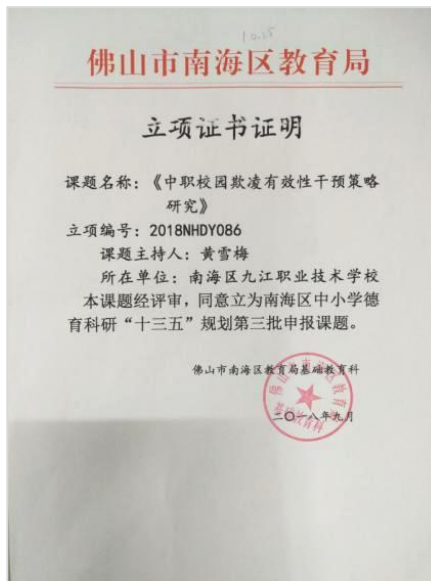 10.25
佛山市南海区教育局
立项证书证明
课题名称：《中职校园欺凌有效性干预策略
研究》
立项编号：2018NHDY086
课题主持人：黄雪梅
所在单位：南海区九江职业技术学校
本课题经评审，同意立为南海区中小学德
育科研“十三五”规划第三批申报课题。
佛山市南海区教育局基础教育科
二〇一八年九月